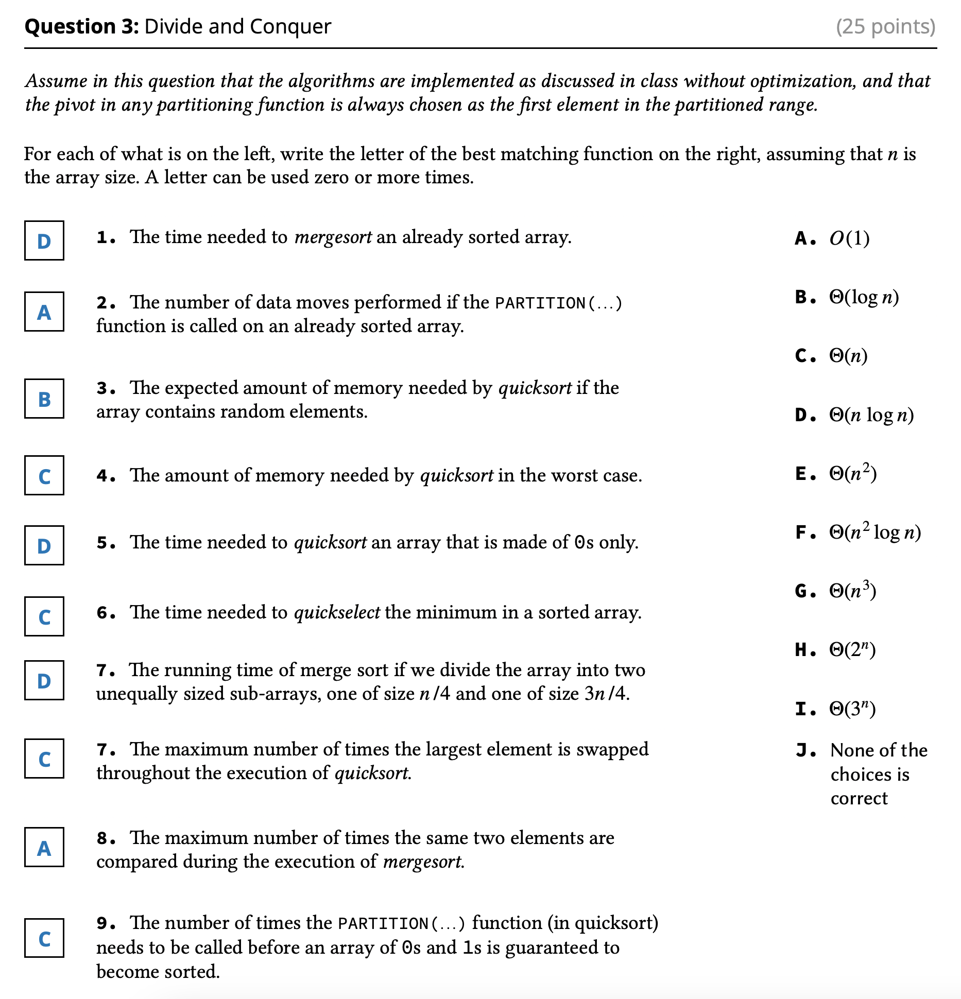 Question 3: Divide and Conquer (25 points)
Assume in this question that the algorithms are implemented as discussed in class without optimization, and that
the pivot in any partitioning function is always chosen as the first element in the partitioned range.
For each of what is on the left, write the letter of the best matching function on the right, assuming that n is
the array size. A letter can be used zero or more times.
D 1. The time needed to mergesort an already sorted array.
A 2. The number of data moves performed if the PARTITION(...)
function is called on an already sorted array.
B 3. The expected amount of memory needed by quicksort if the
array contains random elements.
C 4. The amount of memory needed by quicksort in the worst case.
D 5. The time needed to quicksort an array that is made of 0s only.
C 6. The time needed to quickselect the minimum in a sorted array.
D 7. The running time of merge sort if we divide the array into two
unequally sized sub-arrays, one of size n/4 and one of size 3n/4.
C 7. The maximum number of times the largest element is swapped
throughout the execution of quicksort.
A 8. The maximum number of times the same two elements are
compared during the execution of mergesort.
C 9. The number of times the PARTITION(...) function (in quicksort)
needs to be called before an array of 0s and 1s is guaranteed to
become sorted.
A. O(1)
B. Θ(log n)
C. Θ(n)
D. Θ(n log n)
E. Θ(n²)
F. Θ(n² log n)
G. Θ(n³)
H. Θ(2ⁿ)
I. Θ(3ⁿ)
J. None of the
choices is
correct